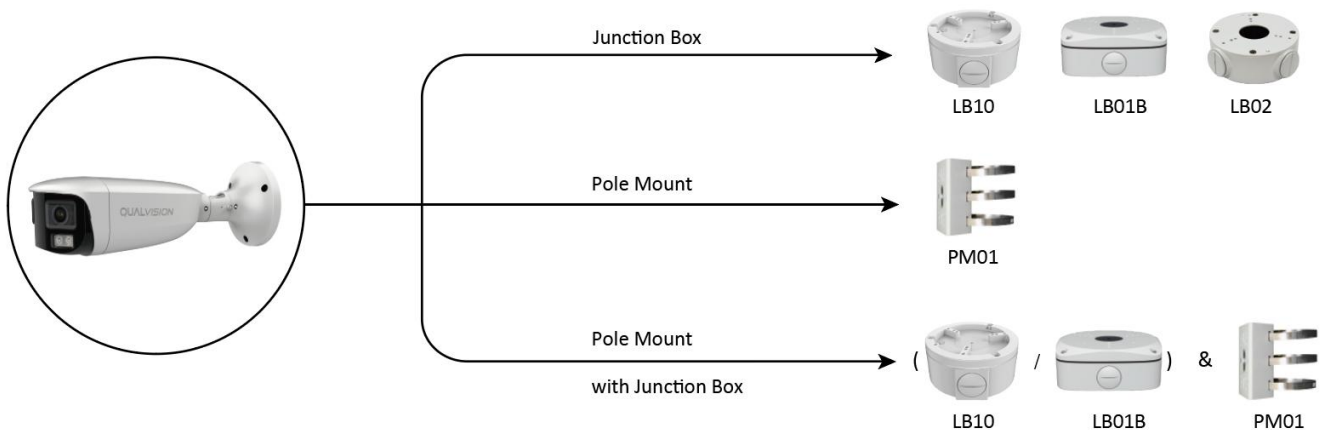 Junction Box
LB10
LB01B
LB02
QUALVISION
Pole Mount
PM01
Pole Mount
with Junction Box
( / ) &
LB10
LB01B
PM01